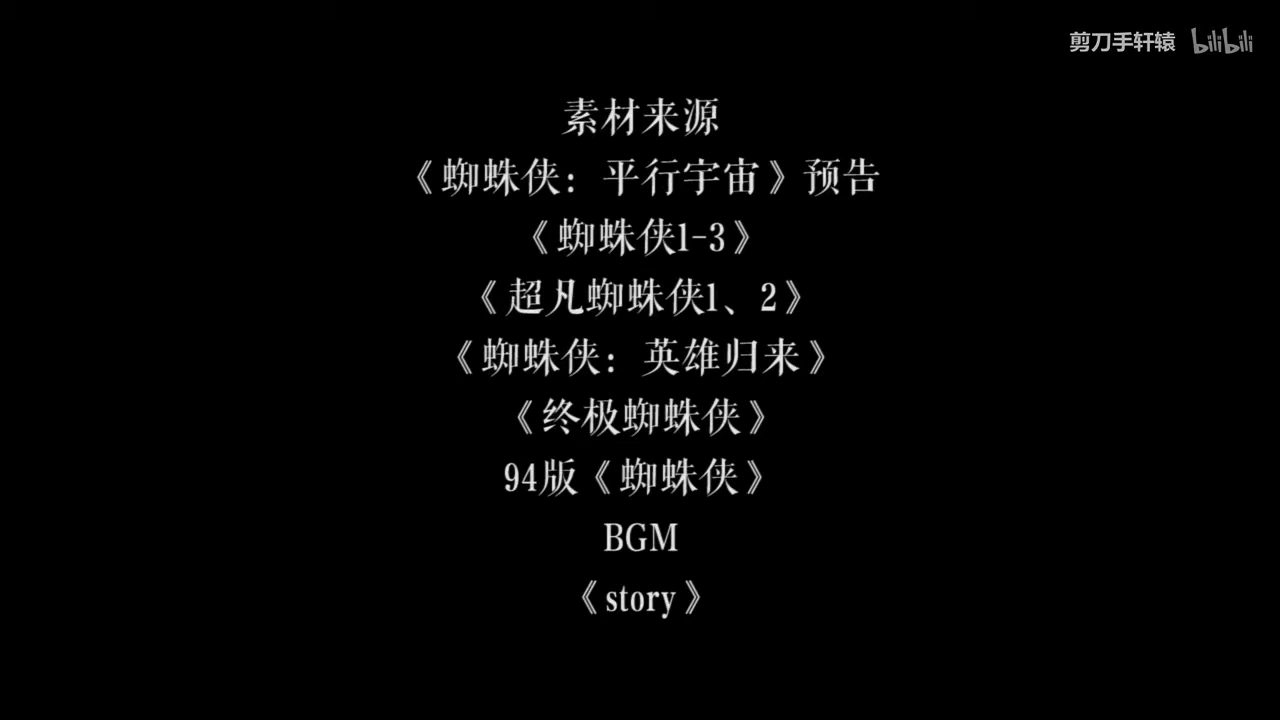 剪刀手轩辕 bilibili
素材来源
《蜘蛛侠：平行宇宙》预告
《蜘蛛侠1-3》
《超凡蜘蛛侠1、2》
《蜘蛛侠：英雄归来》
《终极蜘蛛侠》
94版《蜘蛛侠》
BGM
《story》